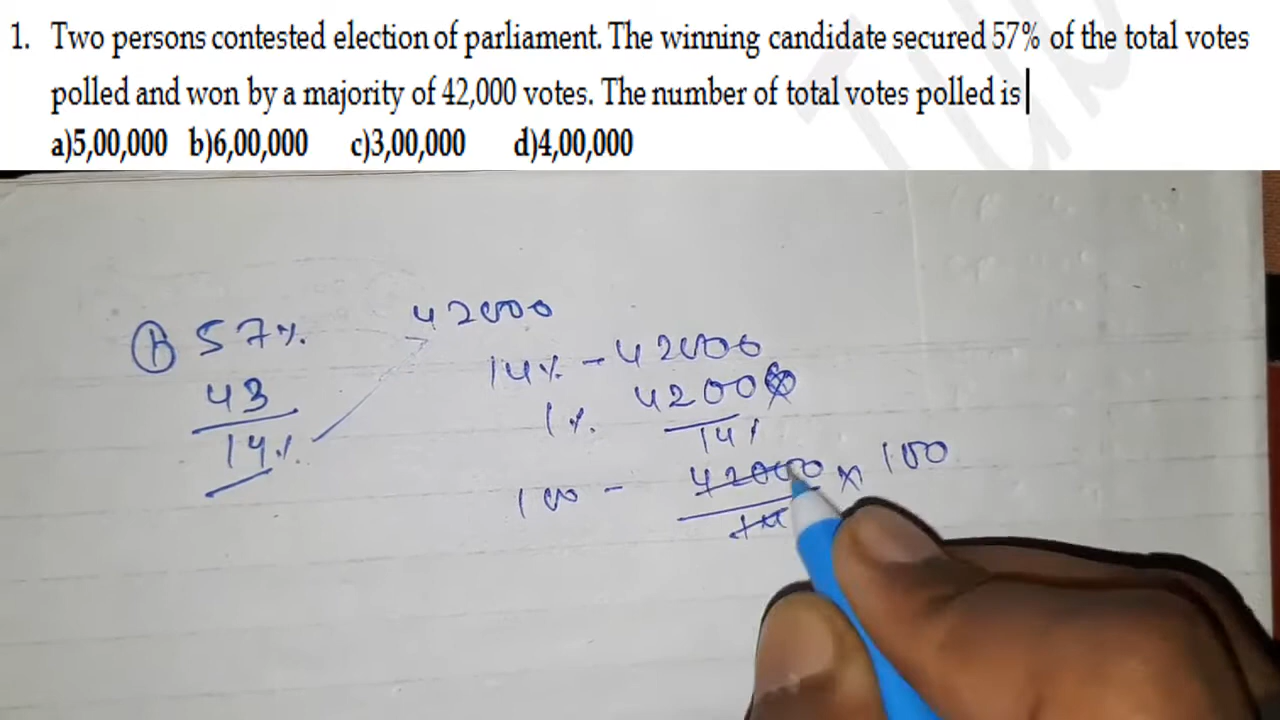 1. Two persons contested election of parliament. The winning candidate secured 57% of the total votes
polled and won by a majority of 42,000 votes. The number of total votes polled is
a)5,00,000 b)6,00,000 c)3,00,000 d)4,00,000
57%
43
14%
42000
14% - 42000
1% 42000
14
100 - 42000 × 100
14